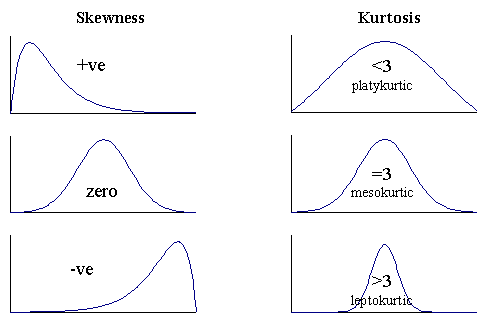 Skewness
+ve
zero
-ve
Kurtosis
<3
platykurtic
=3
mesokurtic
>3
leptokurtic